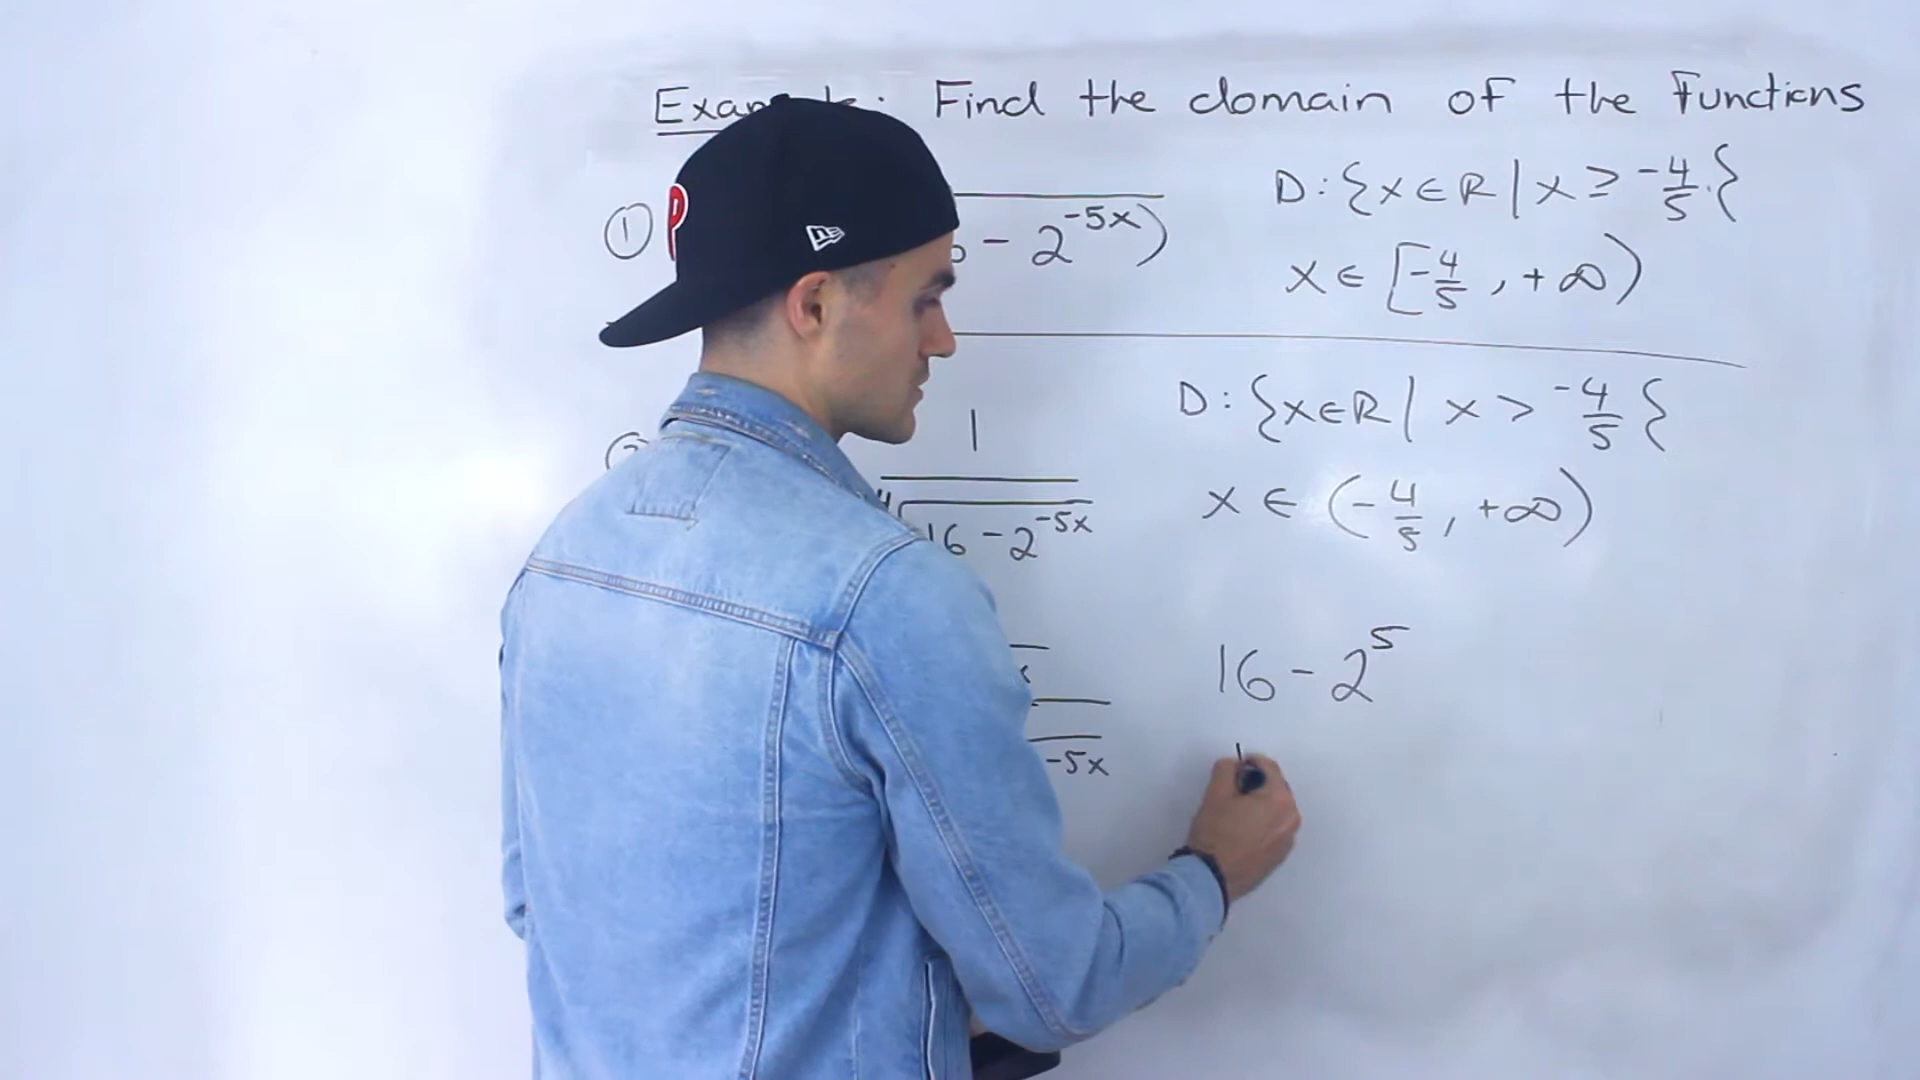 Find the domain of the Functions
①
- 2^{-5x})
D: {x ∈ R | x ≥ -4/5 }
x ∈ [-4/5, +∞)
P
1
D: {x ∈ R | x > -4/5 }
4√16 - 2^{-5x}
x ∈ (-4/5, +∞)
16 - 2^5
-5x